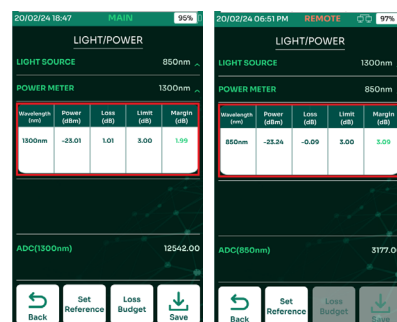 20/02/24 18:47 MAIN 95%
LIGHT/POWER
LIGHT SOURCE 850nm
POWER METER 1300nm
Wavelength (nm) Power (dBm) Loss (dB) Limit (dB) Margin (dB)
1300nm -23.01 1.01 3.00 1.99
ADC(1300nm) 12542.00
Back
Set Reference
Loss Budget
Save
20/02/24 06:51 PM REMOTE 97%
LIGHT/POWER
LIGHT SOURCE 1300nm
POWER METER 850nm
Wavelength (nm) Power (dBm) Loss (dB) Limit (dB) Margin (dB)
850nm -23.24 -0.09 3.00 3.09
ADC(850nm) 3177.0
Back
Set Reference
Loss Budget
Save